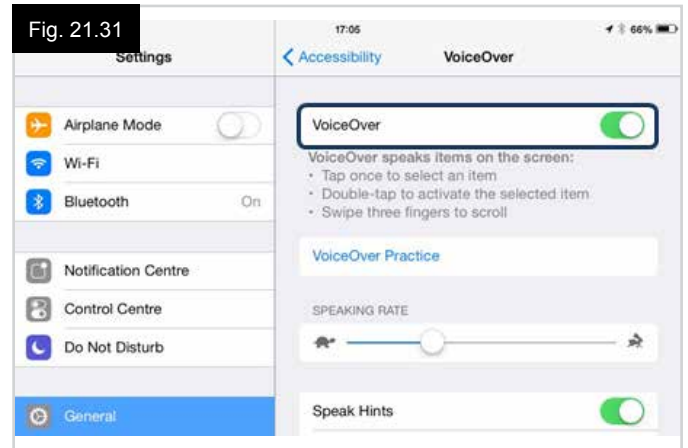 Fig. 21.31
17:05
66%
Settings
Accessibility
VoiceOver
Airplane Mode
Wi-Fi
Bluetooth On
Notification Centre
Control Centre
Do Not Disturb
General
VoiceOver
VoiceOver speaks items on the screen:
• Tap once to select an item
• Double-tap to activate the selected item
• Swipe three fingers to scroll
VoiceOver Practice
SPEAKING RATE
Speak Hints